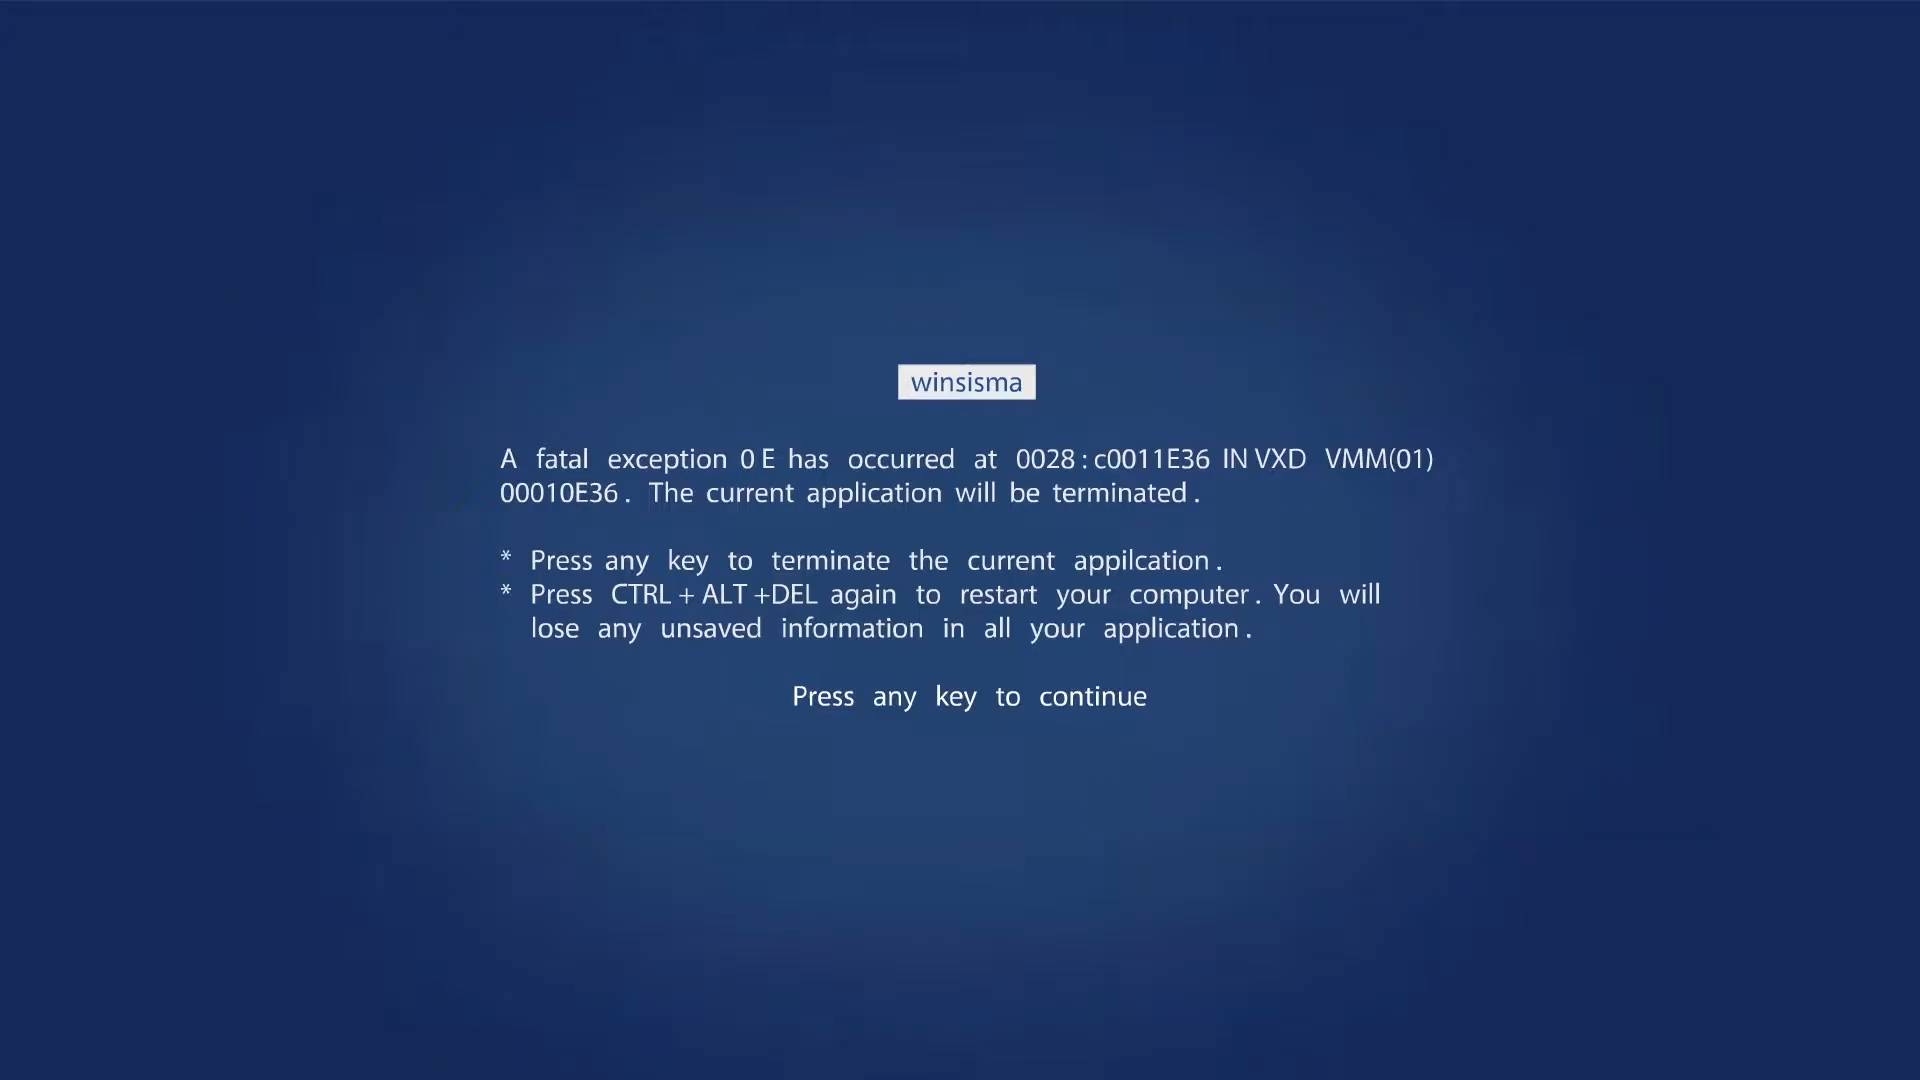 winsisma
A fatal exception 0 E has occurred at 0028 : c0011E36 IN VXD VMM(01)
00010E36 . The current application will be terminated .
* Press any key to terminate the current appilcation .
* Press CTRL + ALT +DEL again to restart your computer . You will
lose any unsaved information in all your application .
Press any key to continue